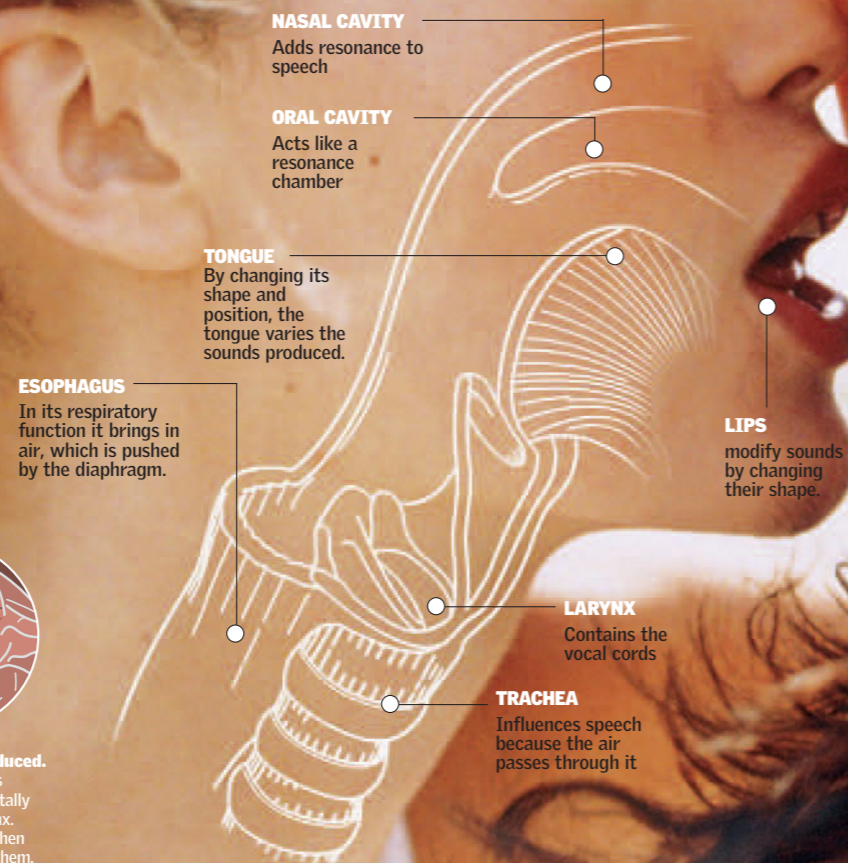 NASAL CAVITY
Adds resonance to
speech
ORAL CAVITY
Acts like a
resonance
chamber
TONGUE
By changing its
shape and
position, the
tongue varies the
sounds produced.
ESOPHAGUS
In its respiratory
function it brings in
air, which is pushed
by the diaphragm.
LIPS
modify sounds
by changing
their shape.
LARYNX
Contains the
vocal cords
TRACHEA
Influences speech
because the air
passes through it